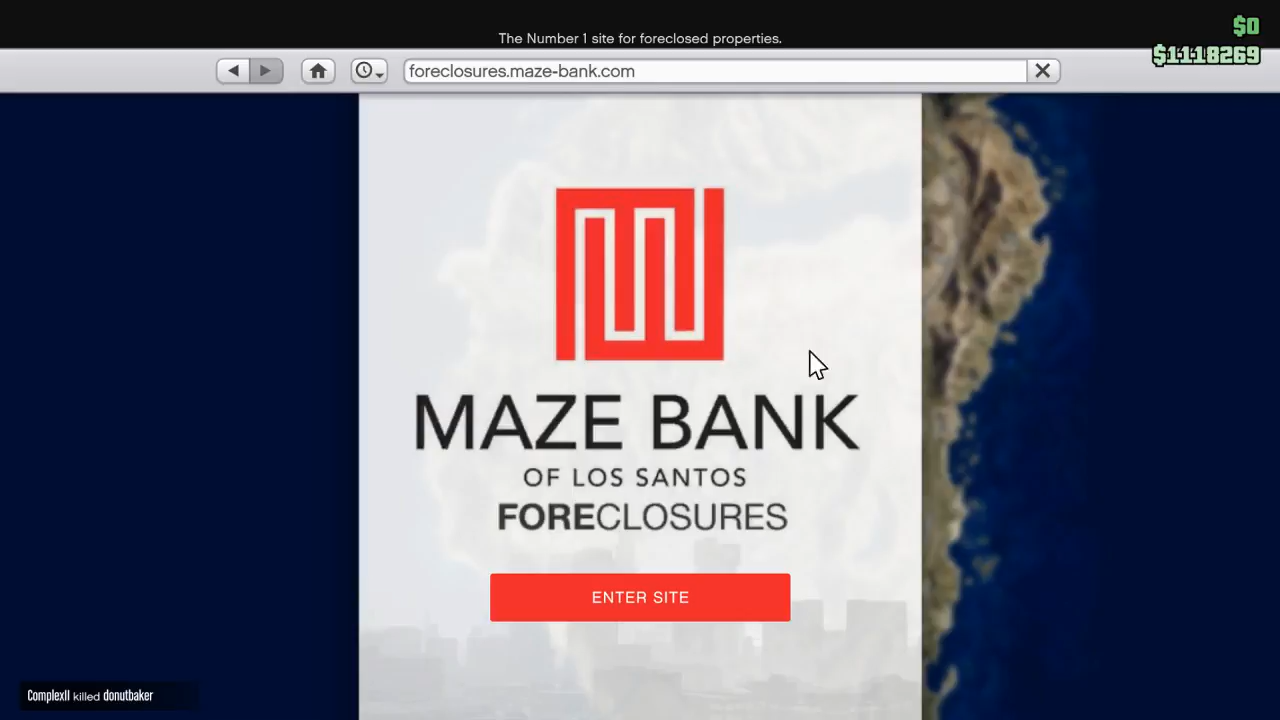 The Number 1 site for foreclosed properties.
$0
$1118269
foreclosures.maze-bank.com
MAZE BANK
OF LOS SANTOS
FORECLOSURES
ENTER SITE
ComplexII killed donutbaker